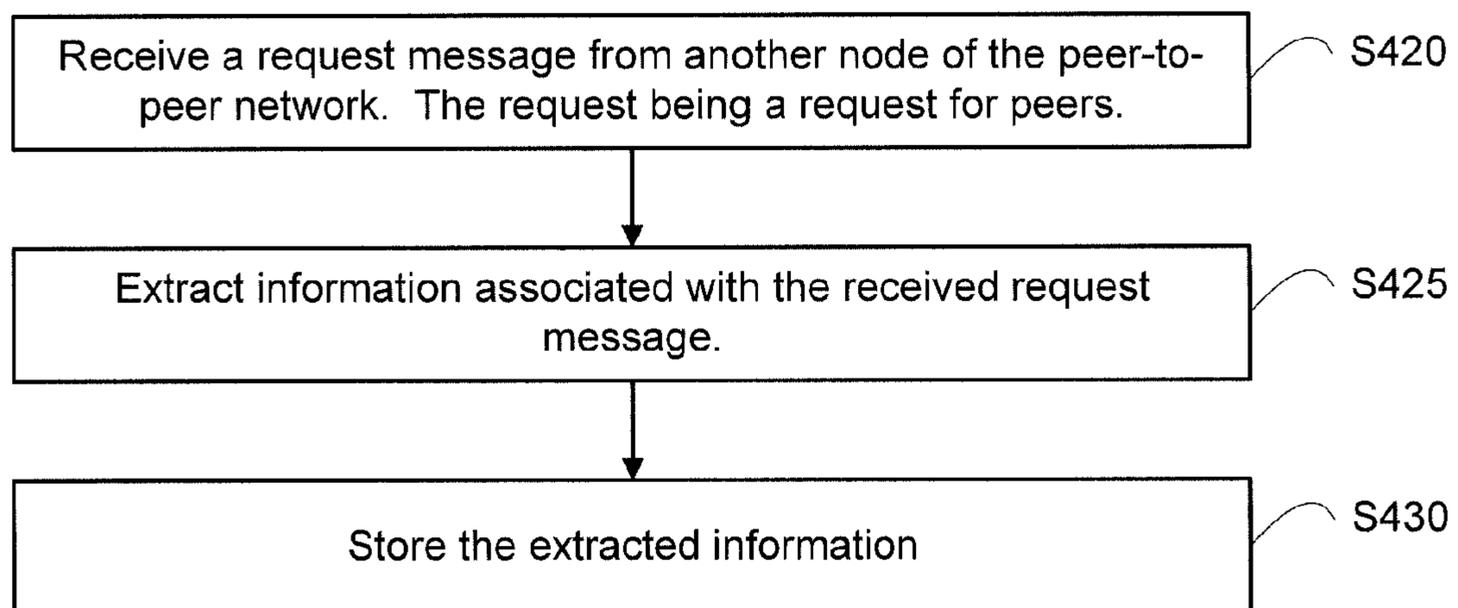 Receive a request message from another node of the peer-to-
peer network.  The request being a request for peers.
S420
Extract information associated with the received request
message.
S425
Store the extracted information
S430